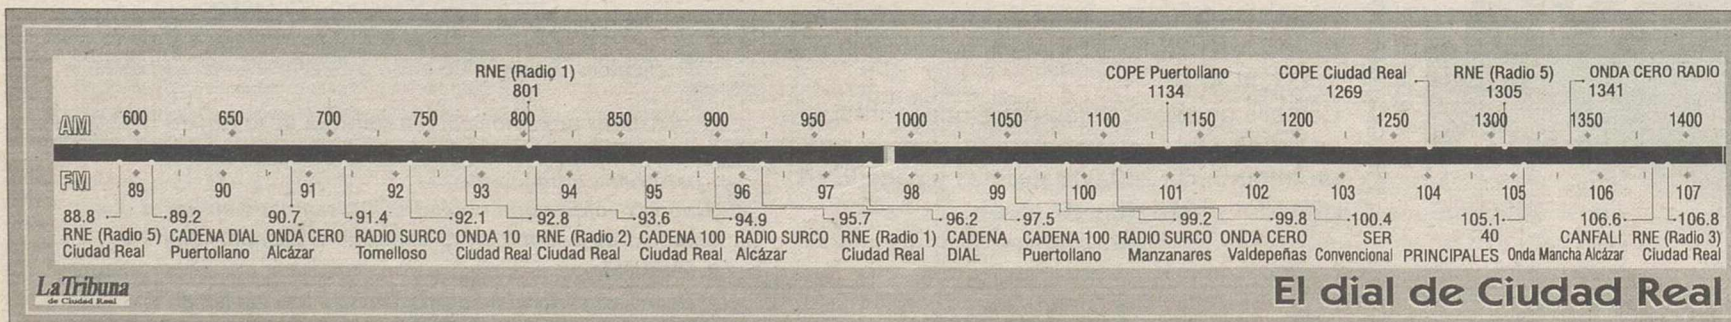 RNE (Radio 1) COPE Puertollano COPE Ciudad Real RNE (Radio 5) ONDA CERO RADIO
801 1134 1269 1305 1341
AM 600 650 700 750 800 850 900 950 1000 1050 1100 1150 1200 1250 1300 1350 1400
FM 89 90 91 92 93 94 95 96 97 98 99 100 101 102 103 104 105 106 107
88.8 89.2 90.7 91.4 92.1 92.8 93.6 94.9 95.7 96.2 97.5 99.2 99.8 100.4 105.1 106.6 106.8
RNE (Radio 5) CADENA DIAL ONDA CERO RADIO SURCO ONDA 10 RNE (Radio 2) CADENA 100 RADIO SURCO RNE (Radio 1) CADENA CADENA 100 RADIO SURCO ONDA CERO SER 40 CANFALI RNE (Radio 3)
Ciudad Real Puertollano Alcázar Tomelloso Ciudad Real Ciudad Real Ciudad Real Alcázar Ciudad Real DIAL Puertollano Manzanares Valdepeñas Convencional PRINCIPALES Onda Mancha Alcázar Ciudad Real
La Tribuna
de Ciudad Real
El dial de Ciudad Real